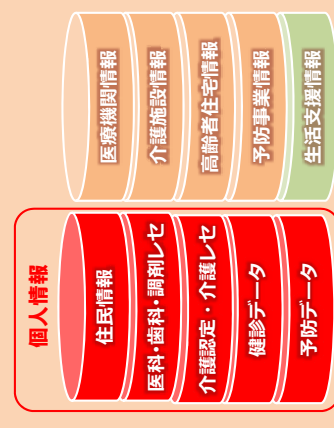 個人情報
住民情報
医科・歯科・調剤レセ
介護認定・介護レセ
健診データ
予防データ
医療機関情報
介護施設情報
高齢者住宅情報
予防事業情報
生活支援情報